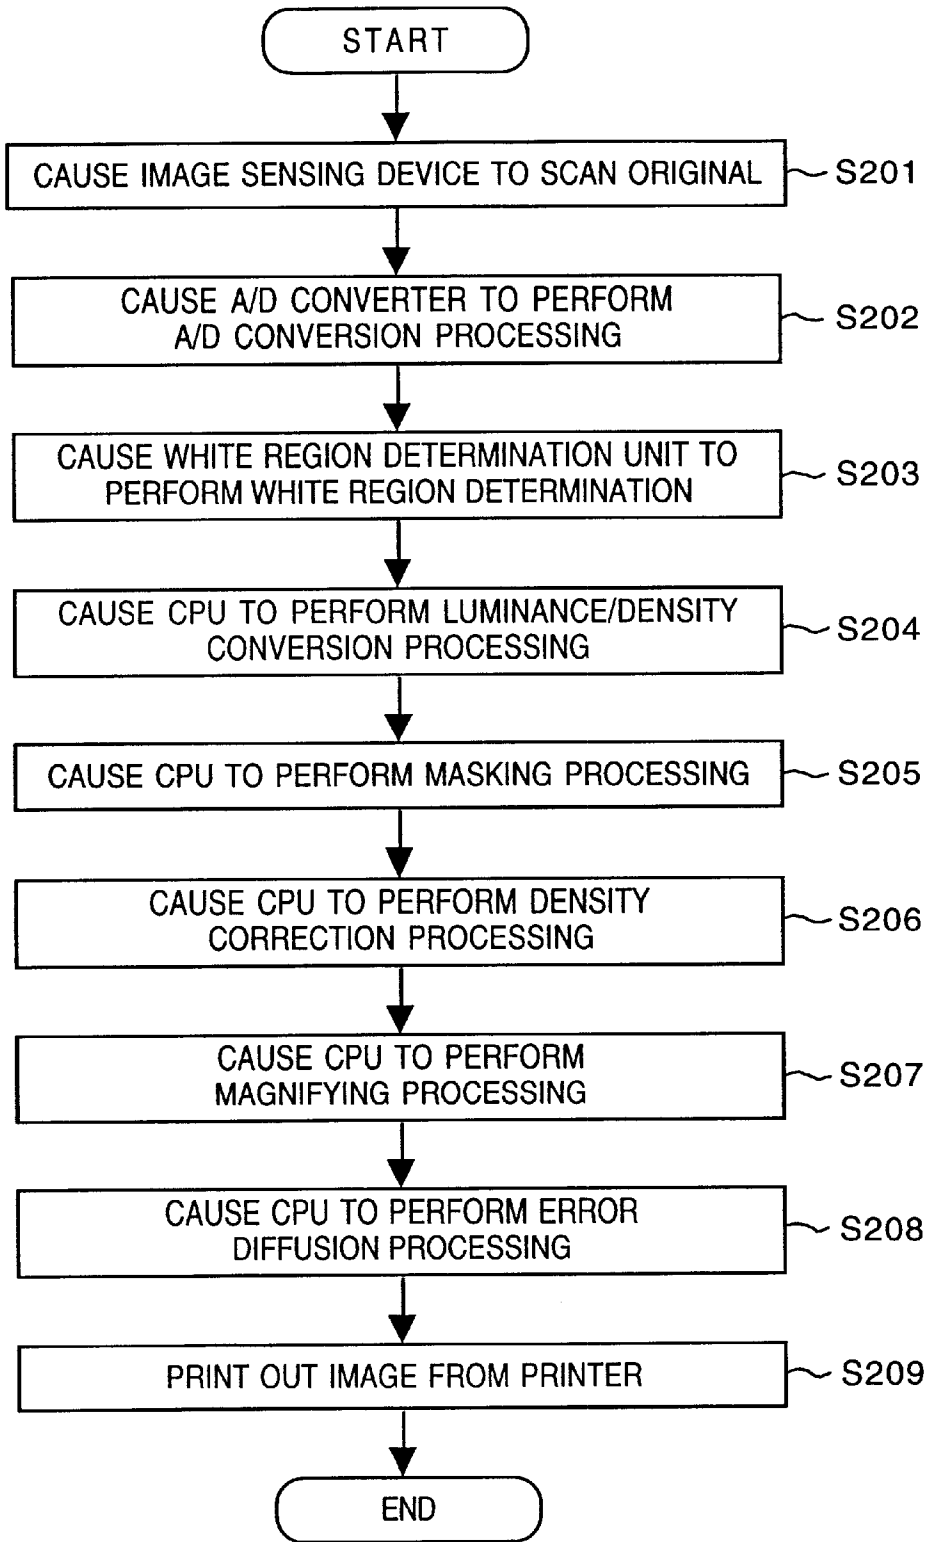 START
CAUSE IMAGE SENSING DEVICE TO SCAN ORIGINAL
S201
CAUSE A/D CONVERTER TO PERFORM
A/D CONVERSION PROCESSING
S202
CAUSE WHITE REGION DETERMINATION UNIT TO
PERFORM WHITE REGION DETERMINATION
S203
CAUSE CPU TO PERFORM LUMINANCE/DENSITY
CONVERSION PROCESSING
S204
CAUSE CPU TO PERFORM MASKING PROCESSING
S205
CAUSE CPU TO PERFORM DENSITY
CORRECTION PROCESSING
S206
CAUSE CPU TO PERFORM
MAGNIFYING PROCESSING
S207
CAUSE CPU TO PERFORM ERROR
DIFFUSION PROCESSING
S208
PRINT OUT IMAGE FROM PRINTER
S209
END